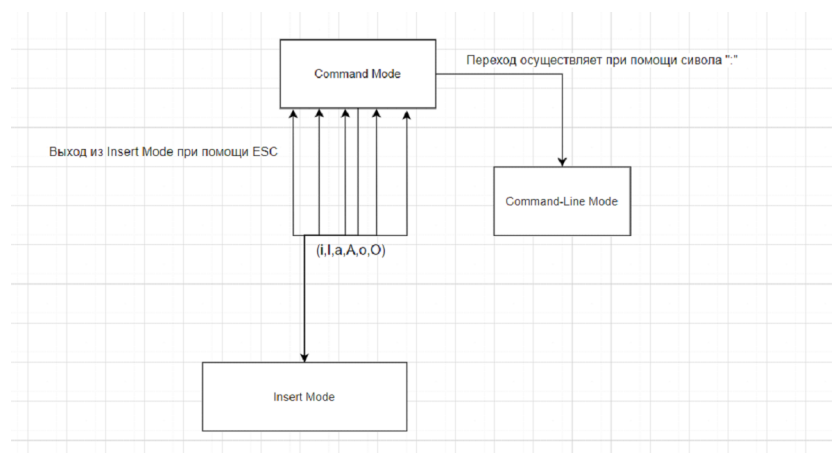 Command Mode
Переход осуществляет при помощи сивола ":"
Выход из Insert Mode при помощи ESC
Command-Line Mode
(i,I,a,A,o,O)
Insert Mode